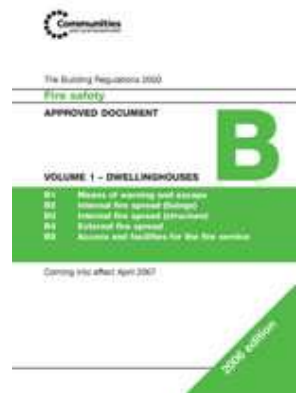 Communities
The Building Regulations 2000
Fire safety
APPROVED DOCUMENT
B
VOLUME 1 – DWELLINGHOUSES
B1 Means of warning and escape
B2 Internal fire spread (linings)
B3 Internal fire spread (structure)
B4 External fire spread
B5 Access and facilities for the fire service
Coming into effect April 2007
2006 edition